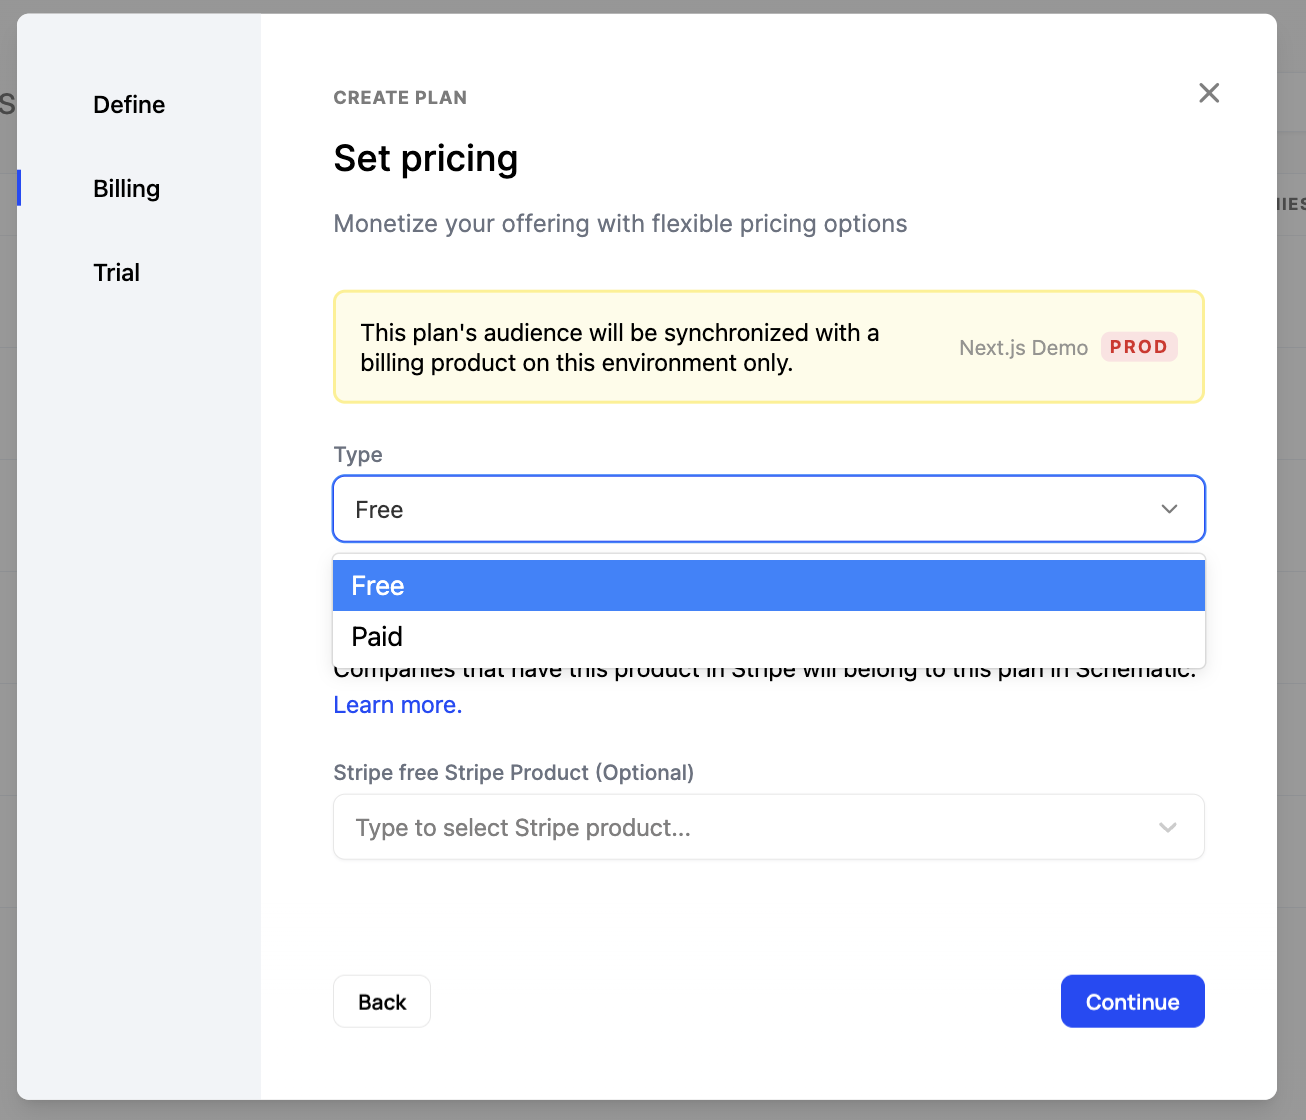 Define
Billing
Trial
CREATE PLAN
Set pricing
Monetize your offering with flexible pricing options
This plan's audience will be synchronized with a
billing product on this environment only.
Next.js Demo PROD
Type
Free
Free
Paid
Companies that have this product in Stripe will belong to this plan in Schematic.
Learn more.
Stripe free Stripe Product (Optional)
Type to select Stripe product...
Back
Continue